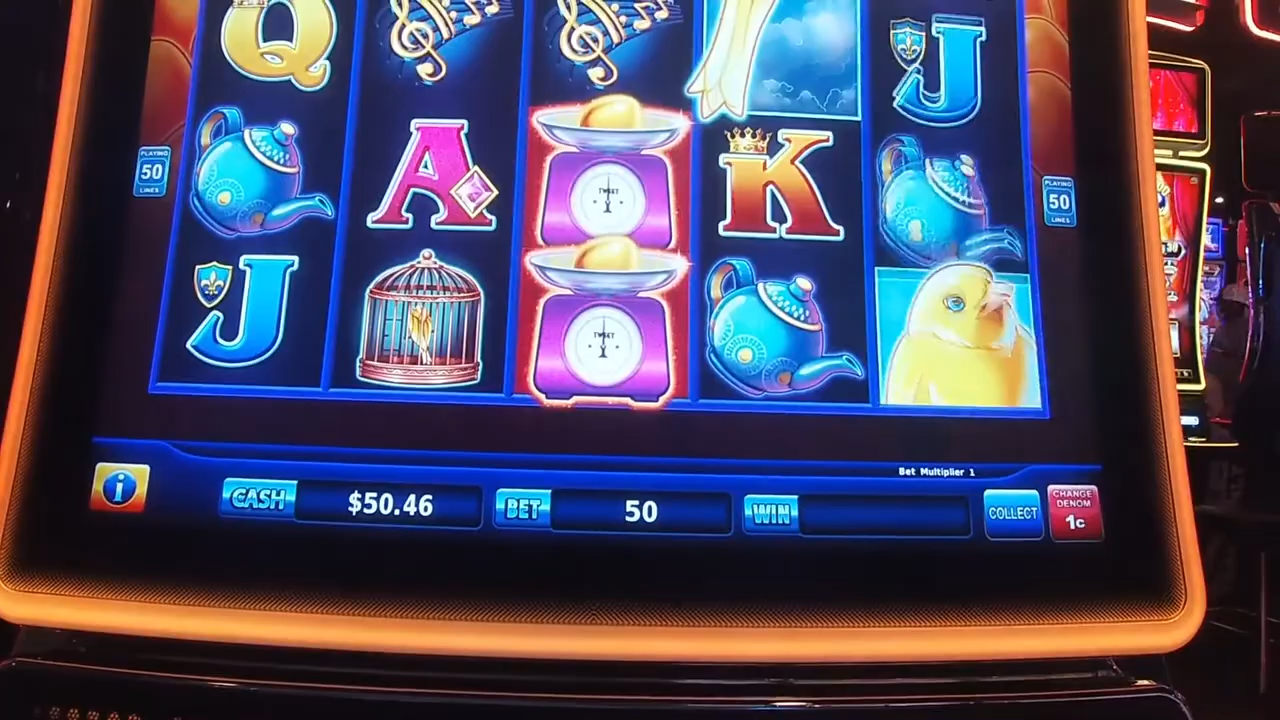 Q
J
PLAYING
50
LINES
A
TWEET
K
PLAYING
50
LINES
J
TWEET
Bet Multiplier 1
i
CASH $50.46
BET 50
WIN
COLLECT
CHANGE
DENOM
1c